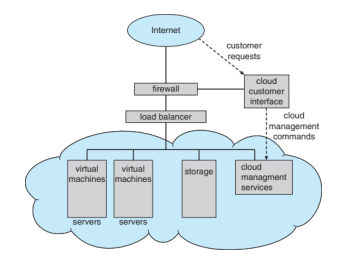 Internet
customer
requests
firewall
cloud
customer
interface
load balancer
cloud
management
commands
virtual
machines
virtual
machines
storage
cloud
managment
services
servers
servers